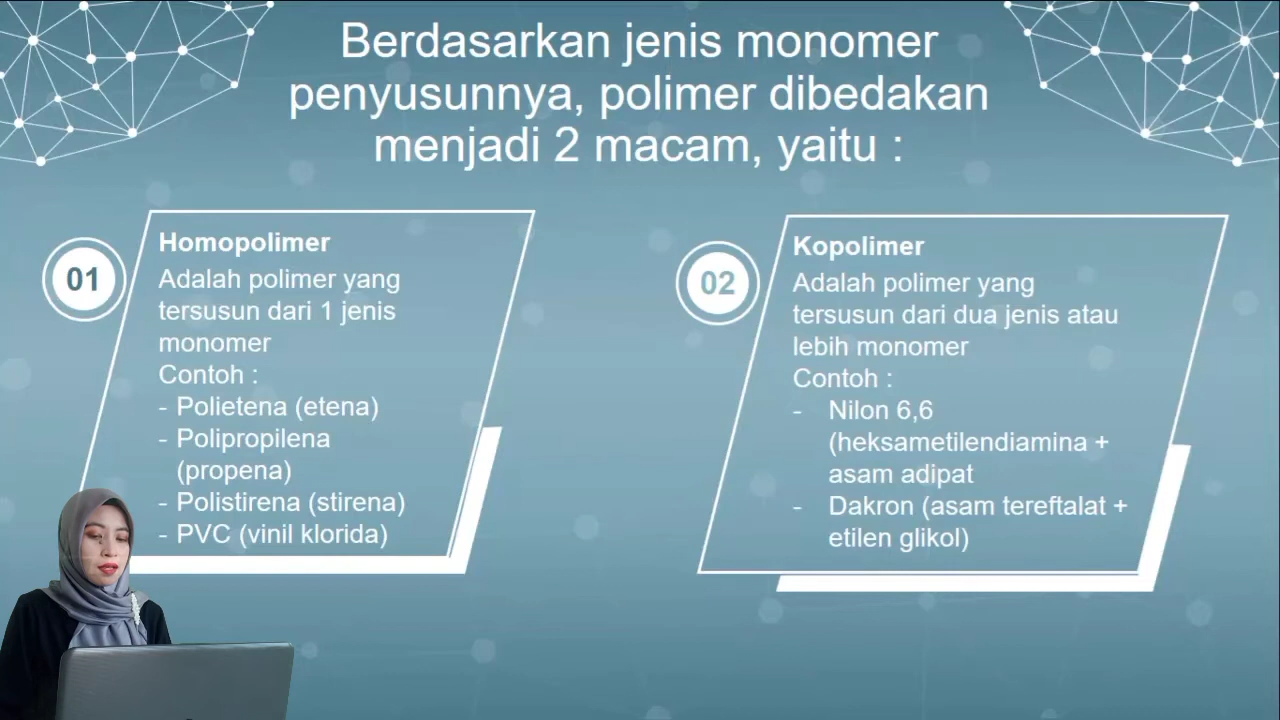 Berdasarkan jenis monomer
penyusunnya, polimer dibedakan
menjadi 2 macam, yaitu :
01
Homopolimer
Adalah polimer yang
tersusun dari 1 jenis
monomer
Contoh :
- Polietena (etena)
- Polipropilena
(propena)
- Polistirena (stirena)
- PVC (vinil klorida)
02
Kopolimer
Adalah polimer yang
tersusun dari dua jenis atau
lebih monomer
Contoh :
- Nilon 6,6
(heksametilendiamina +
asam adipat
- Dakron (asam tereftalat +
etilen glikol)